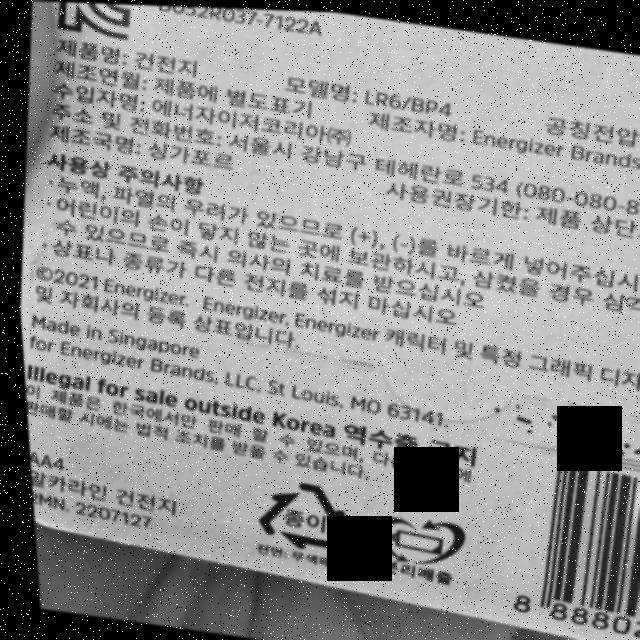 037-7122A
제품명: 건전지
모델명: LR6/BP4
제조연월: 제품에 별도표기
제조자명: Energizer Brands
수입자명: 에너자이저코리아㈜
주소 및 전화번호: 서울시 강남구 테헤란로 534 (080-080-8
제조국명: 싱가포르
사용권장기한: 제품 상단
사용상 주의사항
누액, 파열의 우려가 있으므로 (+), (-)를 바르게 넣어주십시
어린이의 손이 닿지 않는 곳에 보관하시고, 삼켰을 경우
수 있으므로 즉시 의사의 치료를 받으십시오
상표나 종류가 다른 전지를 섞지 마십시오
©2021 Energizer, Energizer, Energizer 캐릭터 및 특정 그래픽 디자
및 자회사의 등록 상표입니다.
Made in Singapore
for Energizer Brands, LLC, St Louis, MO 63141.
Illegal for sale outside Korea 역수출 금지
이 제품은 한국에서만 판매 할 수 있으며,
판매할 시에는 법적 조치를 받을 수 있습니다.
AA4
알카라인 건전지
PHN. 2207127
종이
8 8880